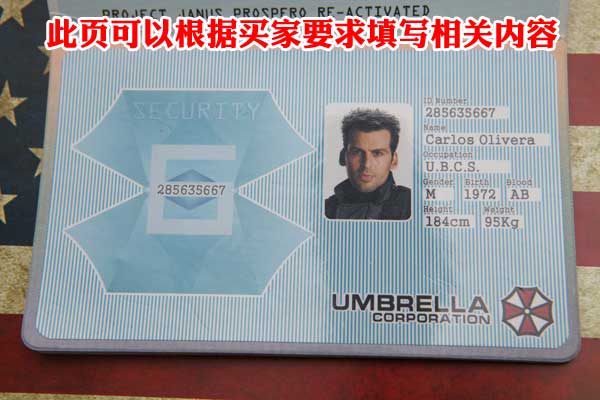 PROJECT JANUS PROSPERO RE-ACTIVATED
此页可以根据买家要求填写相关内容
SECURITY
285635667
ID Number
285635667
Name
Carlos Olivera
Occupation
U.B.C.S.
Gender Birth Blood
M 1972 AB
Height Weight
184cm 95Kg
UMBRELLA
CORPORATION